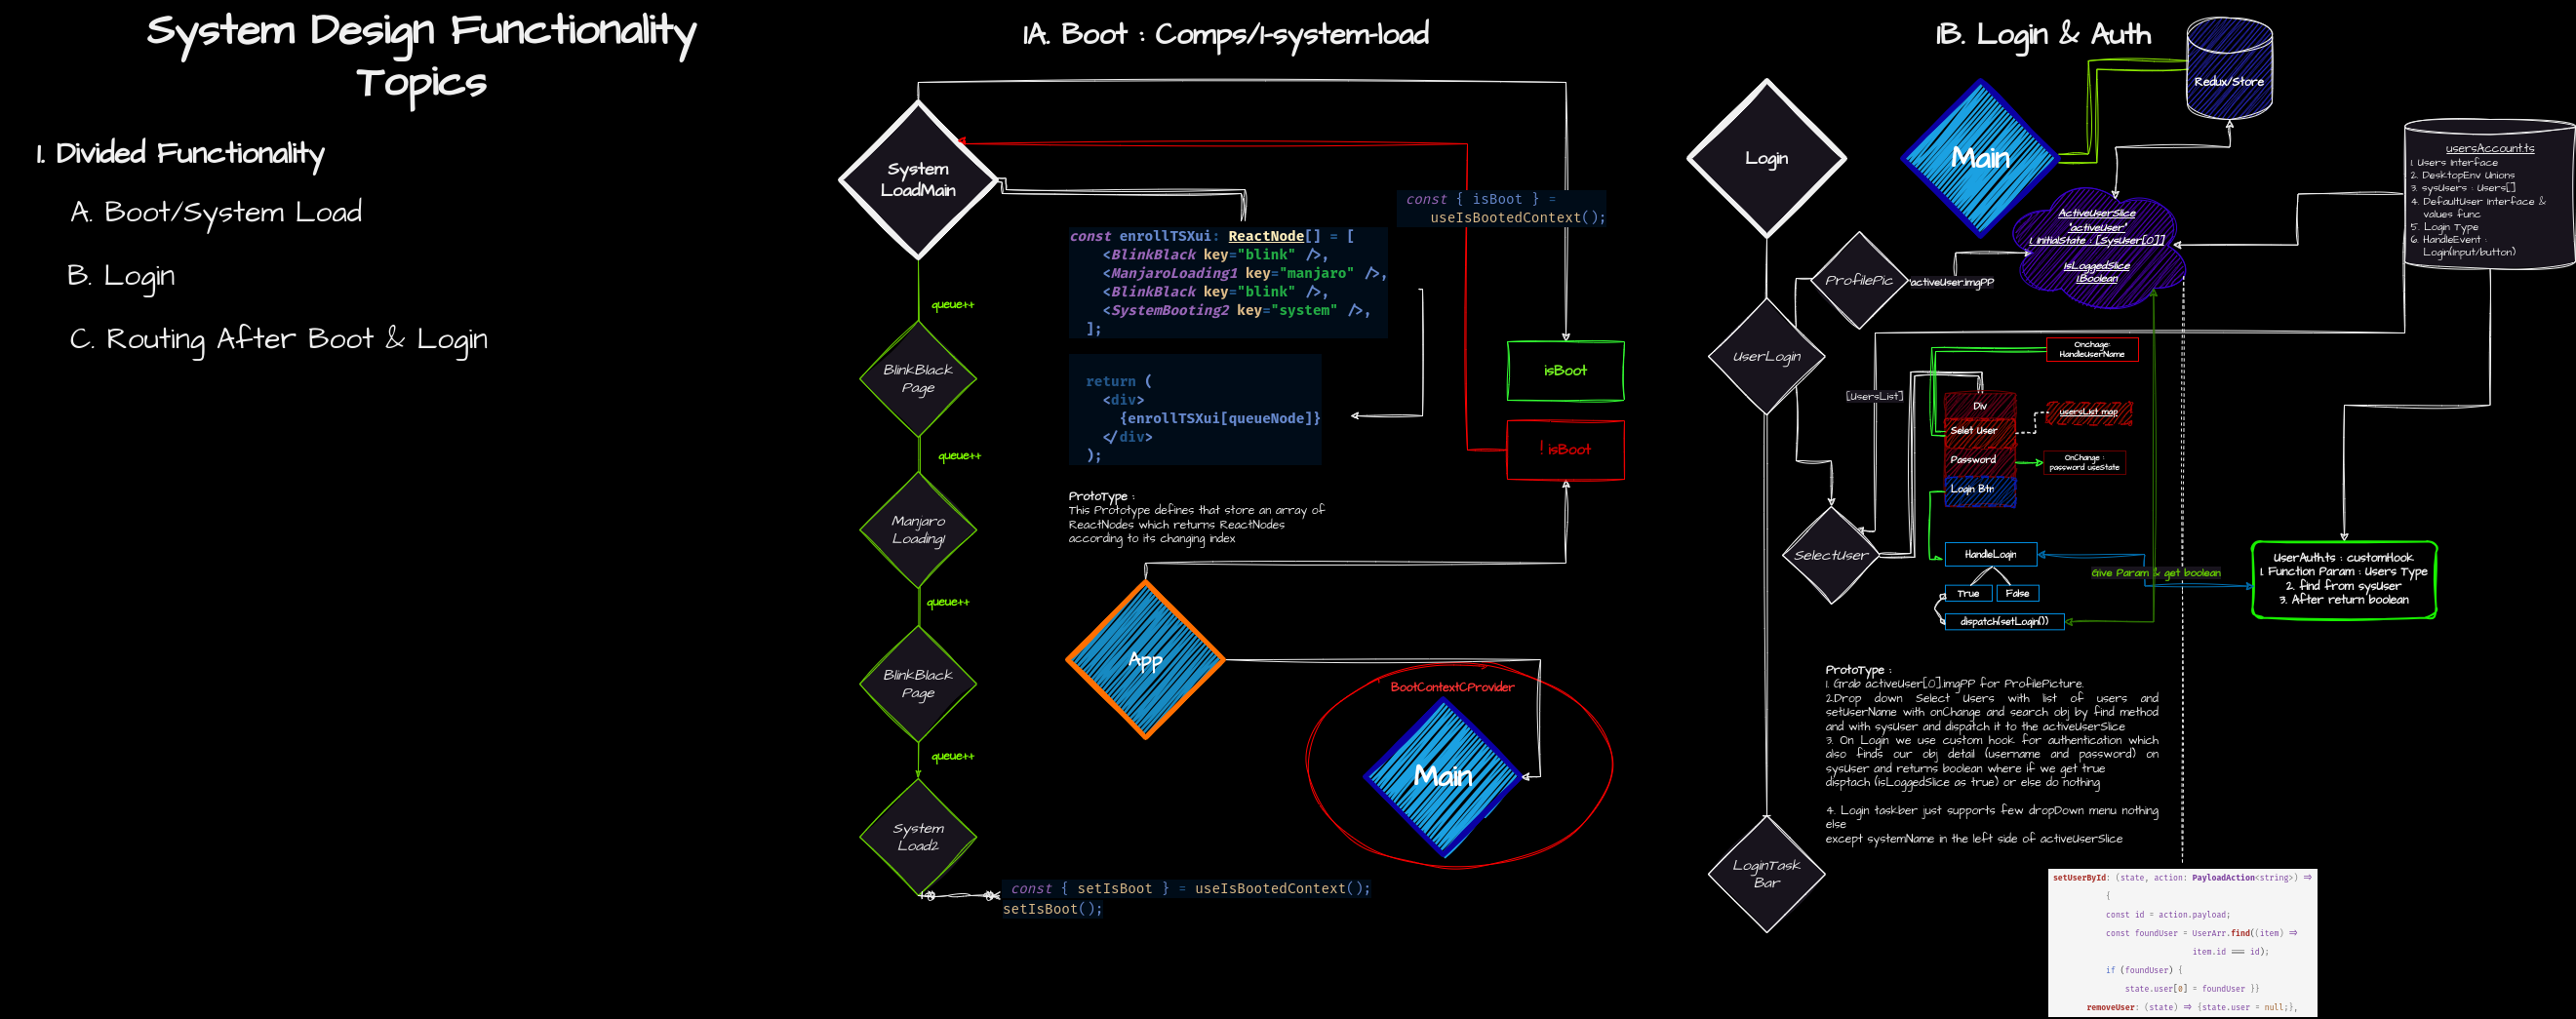 System Design Functionality
Topics
1. Divided Functionality
A. Boot/System Load
B. Login
C. Routing After Boot & Login
1A. Boot : Comps/1-system-load
System
LoadMain
queue++
BlinkBlack
Page
queue++
Manjaro
Loading1
queue++
BlinkBlack
Page
queue++
System
Load2
const { setIsBoot } = useIsBootedContext();
setIsBoot();
const enrollTSXui: ReactNode[] = [
<BlinkBlack key="blink" />,
<ManjaroLoading1 key="manjaro" />,
<BlinkBlack key="blink" />,
<SystemBooting2 key="system" />,
];
return (
<div>
{enrollTSXui[queueNode]}
</div>
);
ProtoType :
This Prototype defines that store an array of
ReactNodes which returns ReactNodes
according to its changing index
const { isBoot } =
useIsBootedContext();
isBoot
! isBoot
App
BootContextCProvider
Main
1B. Login & Auth
Login
Main
Redux/Store
ActiveUserSlice
"activeUser"
1. InitialState : [SysUser[0]]
IsLoggedSlice
1.Boolean
usersAccount.ts
1. Users Interface
2. DesktopEnv Unions
3. sysUsers : Users[]
4. DefaultUser Interface &
values func
5. Login Type
6. HandleEvent :
Login(Input/button)
ProfilePic
activeUser.imgPP
UserLogin
[UsersList]
SelectUser
Onchage:
HandleUserName
Div
Selet User
usersList map
Password
OnChange :
password useState
Login Btn
HandleLogin
True
False
dispatch(setLogin())
Give Param & get boolean
UserAuth.ts : customHook
1. Function Param : Users Type
2. find from sysUser
3. After return boolean
ProtoType :
1. Grab activeUser[0].imgPP for ProfilePicture.
2.Drop down Select Users with list of users and
setUserName with onChange and search obj by find method
and with sysUser and dispatch it to the activeUserSlice
3. On Login we use custom hook for authentication which
also finds our obj detail (username and password) on
sysUser and returns boolean where if we get true
disptach (isLoggedSlice as true) or else do nothing
4. Login taskber just supports few dropDown menu nothing
else
except systemName in the left side of activeUserSlice
LoginTask
Bar
setUserById: (state, action: PayloadAction<string>) =>
{
const id = action.payload;
const foundUser = UserArr.find((item) =>
item.id === id);
if (foundUser) {
state.user[0] = foundUser }}
removeUser: (state) => {state.user = null;},